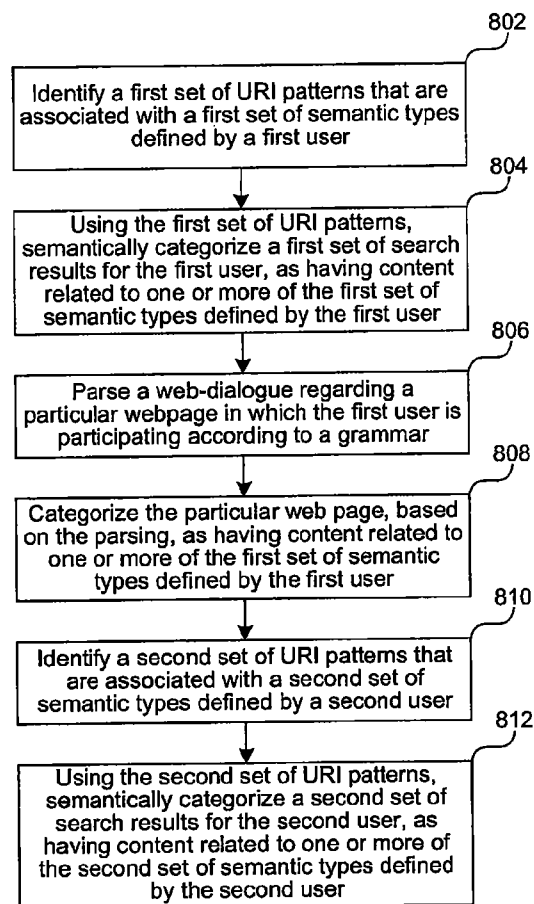 802
Identify a first set of URI patterns that are
associated with a first set of semantic types
defined by a first user
804
Using the first set of URI patterns,
semantically categorize a first set of search
results for the first user, as having content
related to one or more of the first set of
semantic types defined by the first user
806
Parse a web-dialogue regarding a
particular webpage in which the first user is
participating according to a grammar
808
Categorize the particular web page, based
on the parsing, as having content related to
one or more of the first set of semantic
types defined by the first user
810
Identify a second set of URI patterns that
are associated with a second set of
semantic types defined by a second user
812
Using the second set of URI patterns,
semantically categorize a second set of
search results for the second user, as
having content related to one or more of
the second set of semantic types defined
by the second user